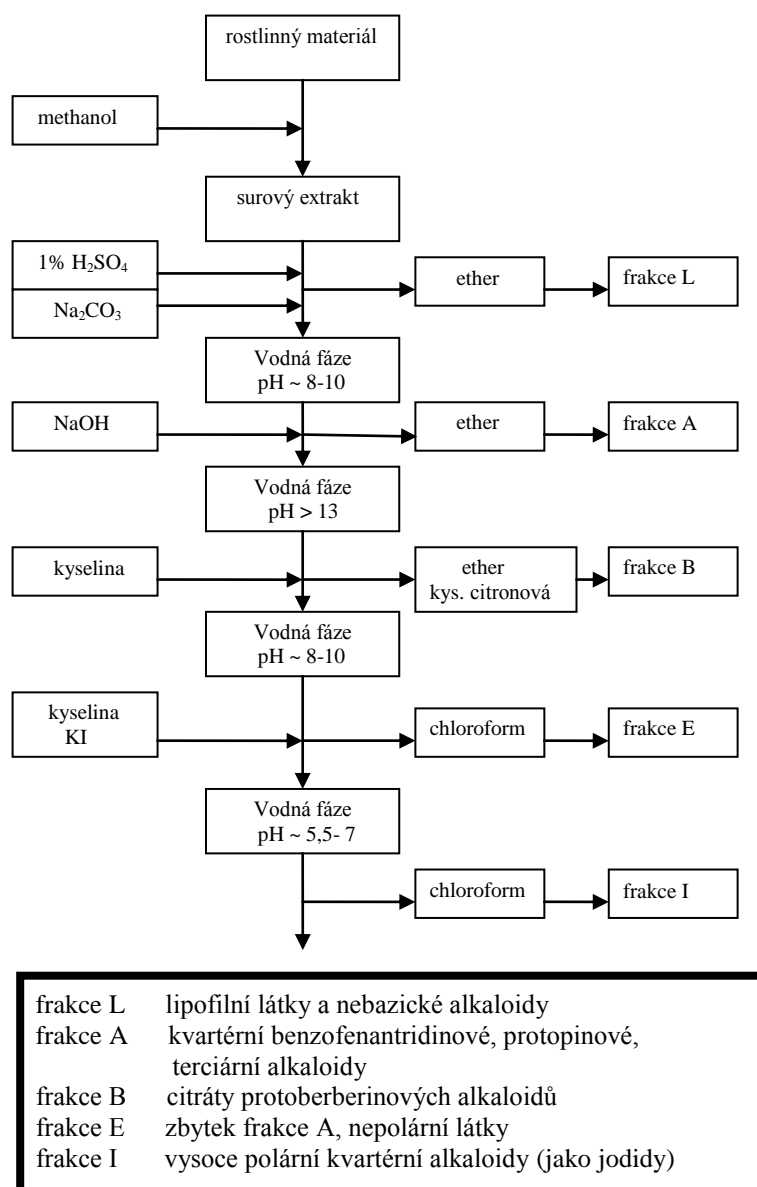 rostlinný materiál
methanol
surový extrakt
1% H₂SO₄
Na₂CO₃
ether
frakce L
Vodná fáze
pH ~ 8-10
NaOH
ether
frakce A
Vodná fáze
pH > 13
kyselina
ether
kys. citronová
frakce B
Vodná fáze
pH ~ 8-10
kyselina
KI
chloroform
frakce E
Vodná fáze
pH ~ 5,5- 7
chloroform
frakce I
frakce L lipofilní látky a nebazické alkaloidy
frakce A kvartérní benzofenantridinové, protopinové,
terciární alkaloidy
frakce B citráty protoberberinových alkaloidů
frakce E zbytek frakce A, nepolární látky
frakce I vysoce polární kvartérní alkaloidy (jako jodidy)